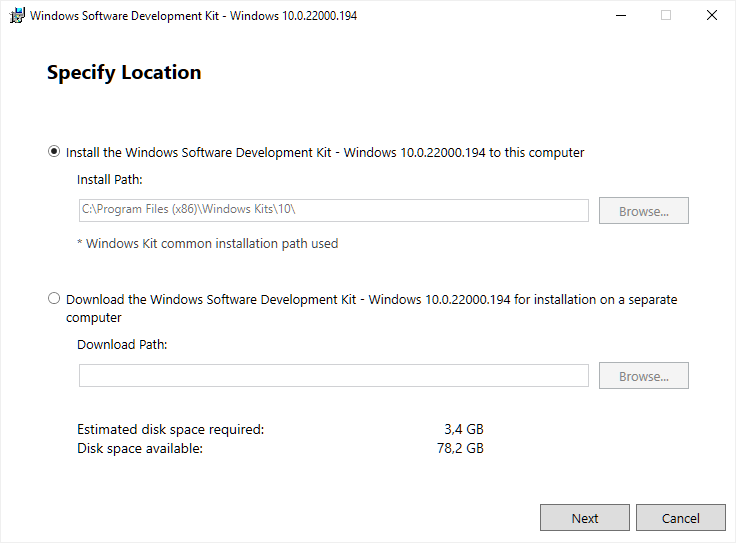 Windows Software Development Kit - Windows 10.0.22000.194
Specify Location
Install the Windows Software Development Kit - Windows 10.0.22000.194 to this computer
Install Path:
C:\Program Files (x86)\Windows Kits\10\
Browse...
* Windows Kit common installation path used
Download the Windows Software Development Kit - Windows 10.0.22000.194 for installation on a separate
computer
Download Path:
Browse...
Estimated disk space required: 3,4 GB
Disk space available: 78,2 GB
Next Cancel